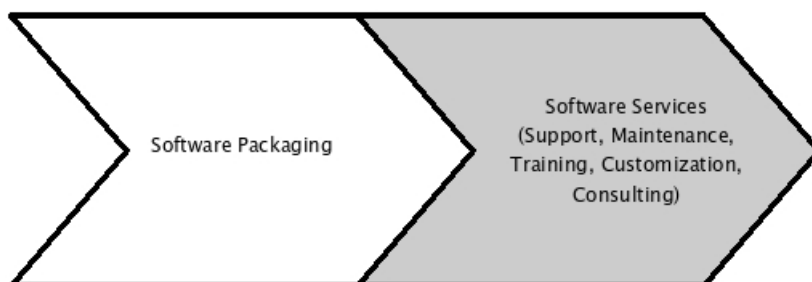 Software Packaging
Software Services
(Support, Maintenance,
Training, Customization,
Consulting)